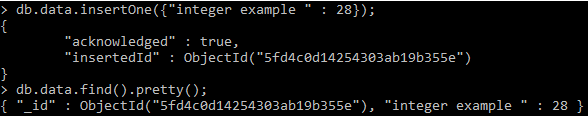 > db.data.insertOne({"integer example " : 28});
{
        "acknowledged" : true,
        "insertedId" : ObjectId("5fd4c0d14254303ab19b355e")
}
> db.data.find().pretty();
{ "_id" : ObjectId("5fd4c0d14254303ab19b355e"), "integer example " : 28 }